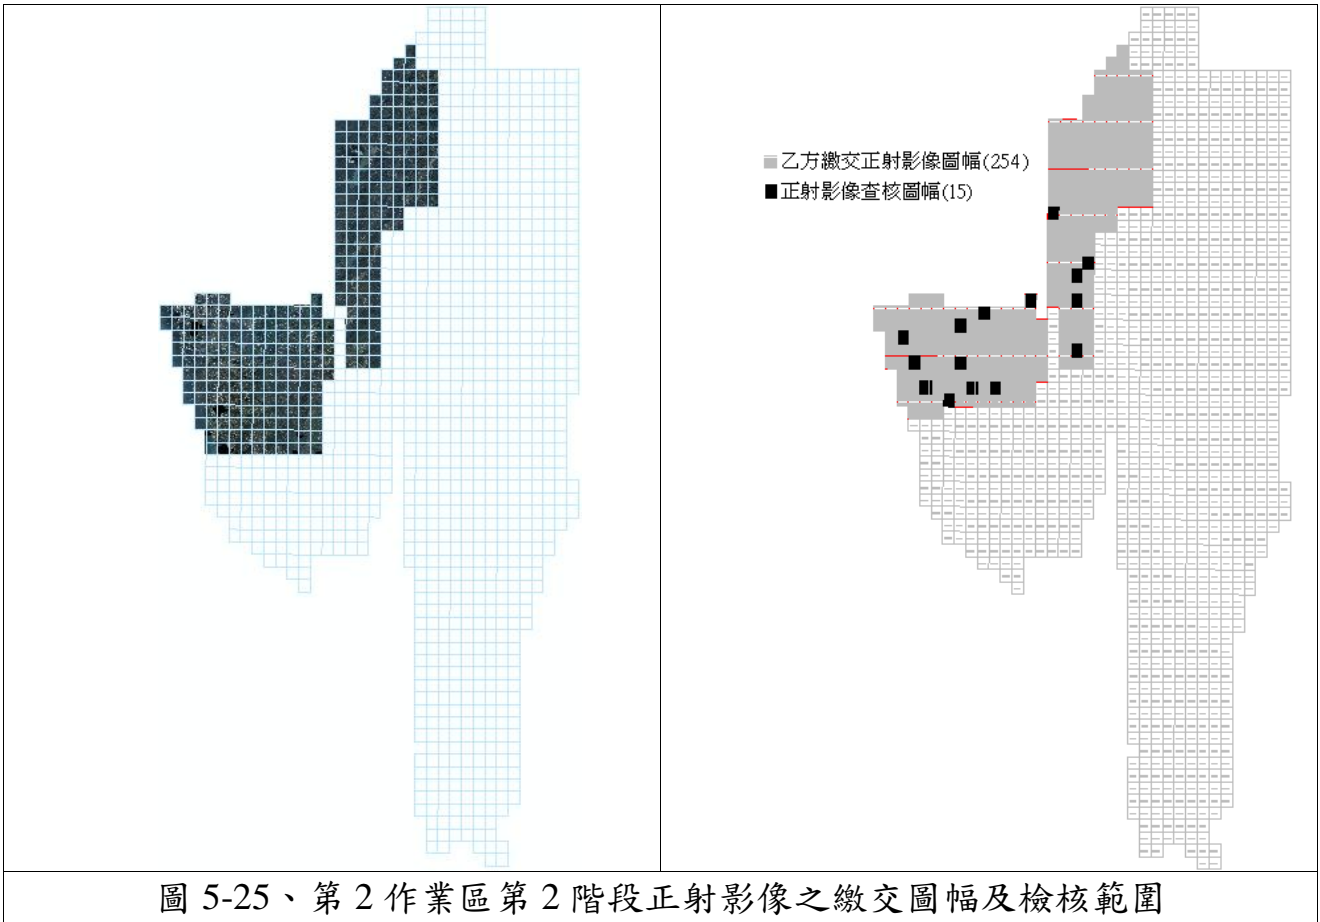 乙方繳交正射影像圖幅(254)
正射影像查核圖幅(15)
圖 5-25、第 2 作業區第 2 階段正射影像之繳交圖幅及檢核範圍